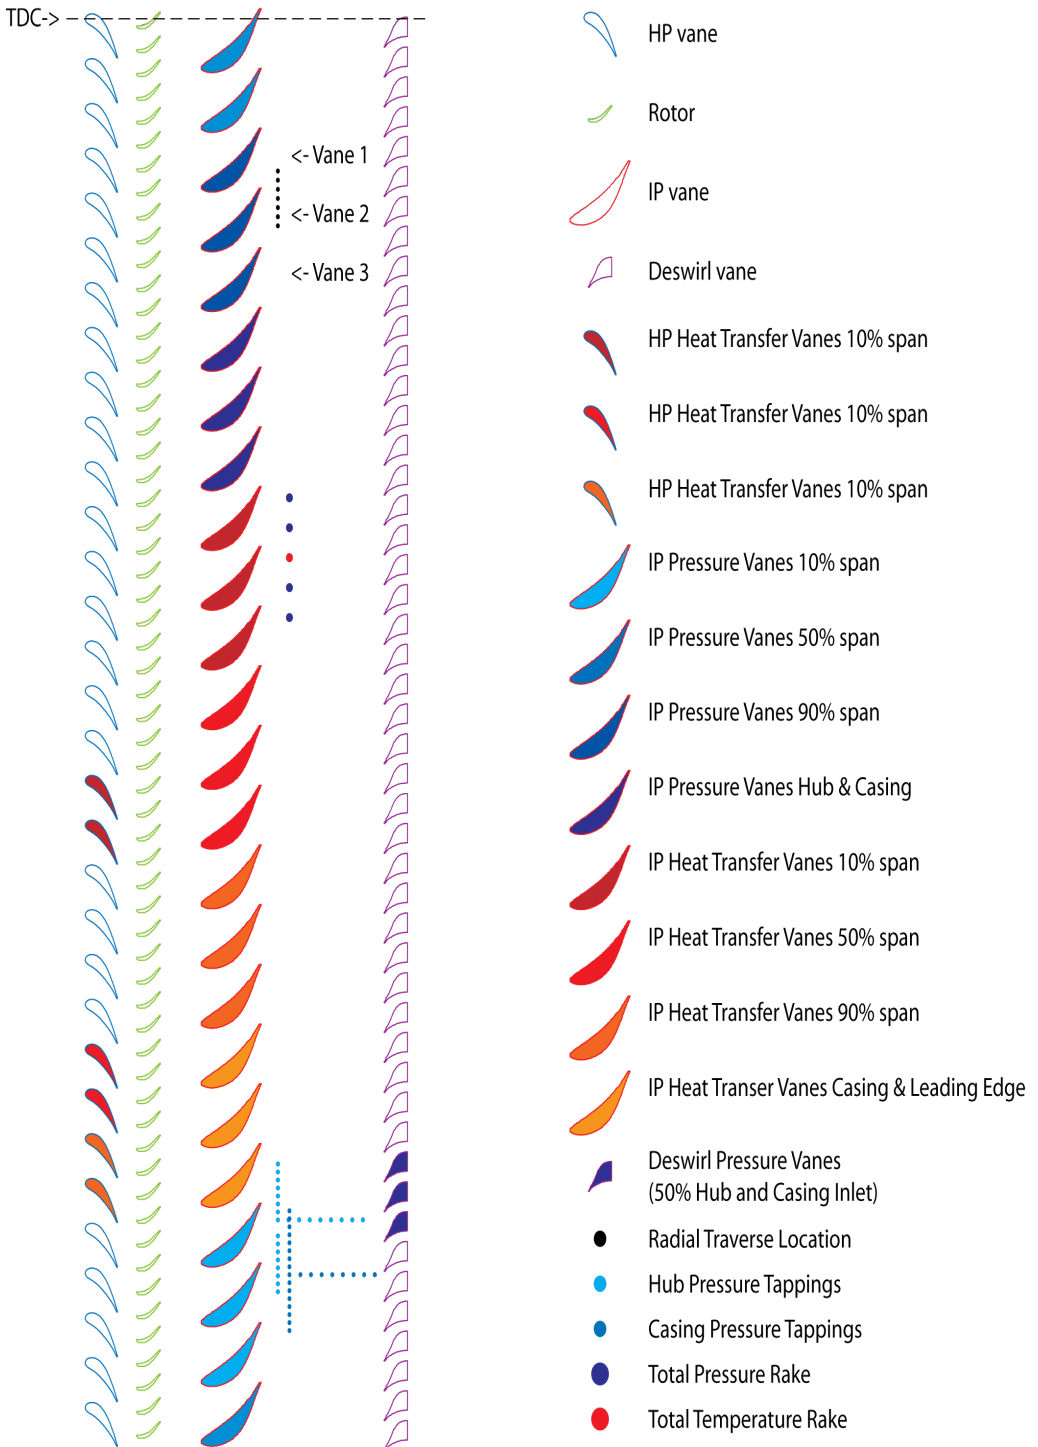 TDC->
<- Vane 1
<- Vane 2
<- Vane 3
HP vane
Rotor
IP vane
Deswirl vane
HP Heat Transfer Vanes 10% span
HP Heat Transfer Vanes 10% span
HP Heat Transfer Vanes 10% span
IP Pressure Vanes 10% span
IP Pressure Vanes 50% span
IP Pressure Vanes 90% span
IP Pressure Vanes Hub & Casing
IP Heat Transfer Vanes 10% span
IP Heat Transfer Vanes 50% span
IP Heat Transfer Vanes 90% span
IP Heat Transer Vanes Casing & Leading Edge
Deswirl Pressure Vanes
(50% Hub and Casing Inlet)
Radial Traverse Location
Hub Pressure Tappings
Casing Pressure Tappings
Total Pressure Rake
Total Temperature Rake